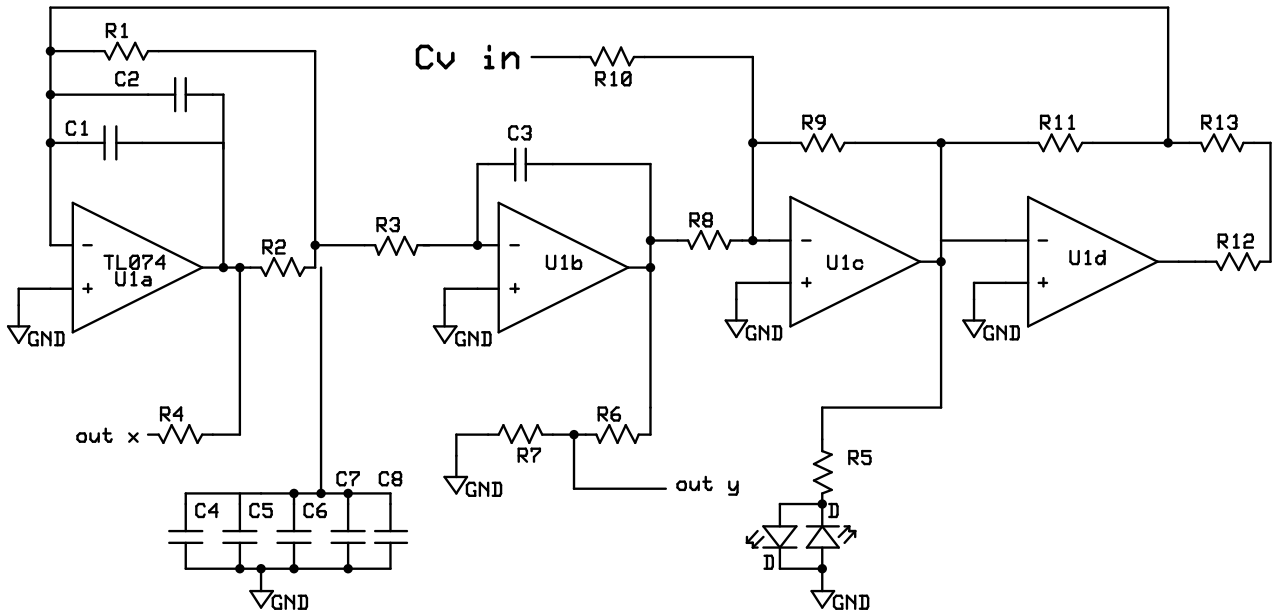 R1
C2
C1
TL074
U1a
GND
R2
R4
out x
C4
C5
C6
C7
C8
GND
R3
C3
U1b
GND
R6
R7
GND
out y
Cv in
R10
R8
R9
U1c
GND
R5
D
D
GND
R11
R13
U1d
R12
GND